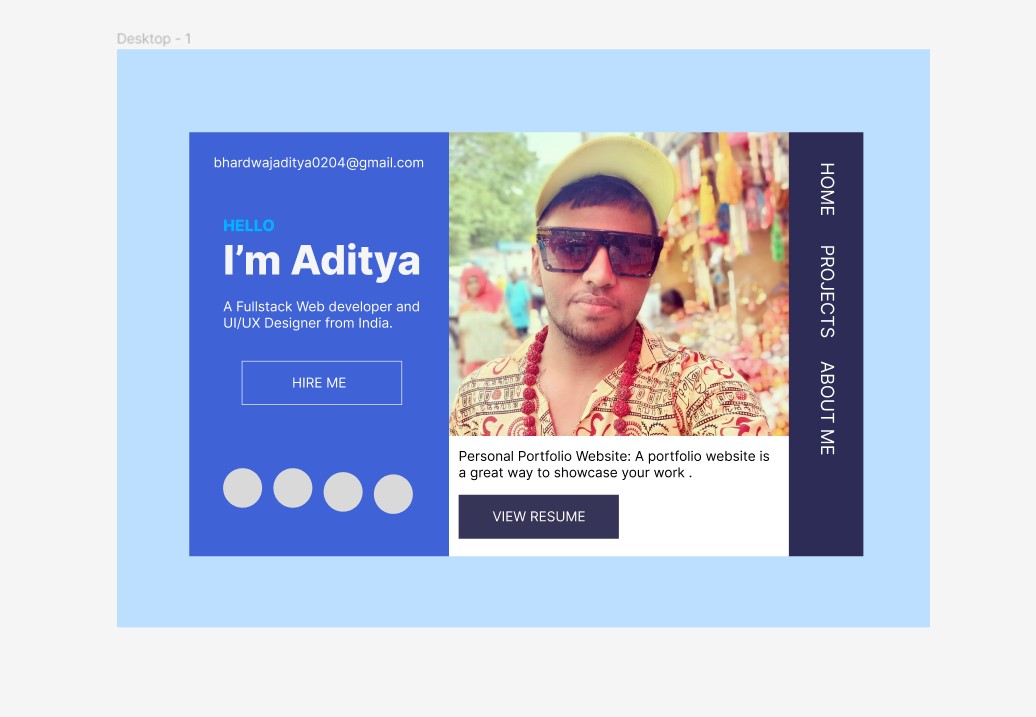 Desktop - 1
bhardwajaditya0204@gmail.com
HELLO
I’m Aditya
A Fullstack Web developer and
UI/UX Designer from India.
HIRE ME
Personal Portfolio Website: A portfolio website is
a great way to showcase your work .
VIEW RESUME
HOME
PROJECTS
ABOUT ME